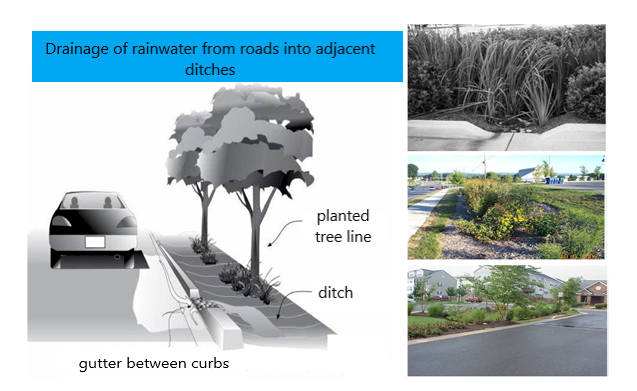 Drainage of rainwater from roads into adjacent
ditches
planted
tree line
ditch
gutter between curbs